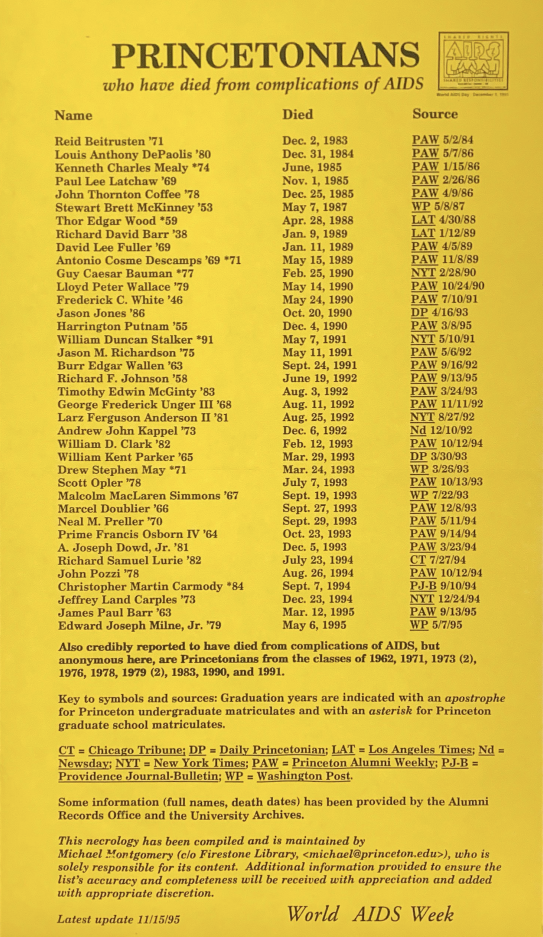 PRINCETONIANS
who have died from complications of AIDS
SHARED RIGHTS
AIDS
SHARED RESPONSIBILITIES
World AIDS Day December 1, 1991
Name Died Source
Reid Beitrusten '71 Dec. 2, 1983 PAW 5/2/84
Louis Anthony DePaolis '80 Dec. 31, 1984 PAW 5/7/86
Kenneth Charles Mealy *74 June, 1985 PAW 1/15/86
Paul Lee Latchaw '69 Nov. 1, 1985 PAW 2/26/86
John Thornton Coffee '78 Dec. 25, 1985 PAW 4/9/86
Stewart Brett McKinney '53 May 7, 1987 WP 5/8/87
Thor Edgar Wood *59 Apr. 28, 1988 LAT 4/30/88
Richard David Barr '38 Jan. 9, 1989 LAT 1/12/89
David Lee Fuller '69 Jan. 11, 1989 PAW 4/5/89
Antonio Cosme Descamps '69 *71 May 15, 1989 PAW 11/8/89
Guy Caesar Bauman *77 Feb. 25, 1990 NYT 2/28/90
Lloyd Peter Wallace '79 May 14, 1990 PAW 10/24/90
Frederick C. White '46 May 24, 1990 PAW 7/10/91
Jason Jones '86 Oct. 20, 1990 DP 4/16/93
Harrington Putnam '55 Dec. 4, 1990 PAW 3/8/95
William Duncan Stalker *91 May 7, 1991 NYT 5/10/91
Jason M. Richardson '75 May 11, 1991 PAW 5/6/92
Burr Edgar Wallen '63 Sept. 24, 1991 PAW 9/16/92
Richard F. Johnson '58 June 19, 1992 PAW 9/13/95
Timothy Edwin McGinty '83 Aug. 3, 1992 PAW 3/24/93
George Frederick Unger III '68 Aug. 11, 1992 PAW 11/11/92
Larz Ferguson Anderson II '81 Aug. 25, 1992 NYT 8/27/92
Andrew John Kappel '73 Dec. 6, 1992 Nd 12/10/92
William D. Clark '82 Feb. 12, 1993 PAW 10/12/94
William Kent Parker '65 Mar. 29, 1993 DP 3/30/93
Drew Stephen May *71 Mar. 24, 1993 WP 3/26/93
Scott Opler '78 July 7, 1993 PAW 10/13/93
Malcolm MacLaren Simmons '67 Sept. 19, 1993 WP 7/22/93
Marcel Doublier '66 Sept. 27, 1993 PAW 12/8/93
Neal M. Preller '70 Sept. 29, 1993 PAW 5/11/94
Prime Francis Osborn IV '64 Oct. 23, 1993 PAW 9/14/94
A. Joseph Dowd, Jr. '81 Dec. 5, 1993 PAW 3/23/94
Richard Samuel Lurie '82 July 23, 1994 CT 7/27/94
John Pozzi '78 Aug. 26, 1994 PAW 10/12/94
Christopher Martin Carmody *84 Sept. 7, 1994 PJ-B 9/10/94
Jeffrey Land Carples '73 Dec. 23, 1994 NYT 12/24/94
James Paul Barr '63 Mar. 12, 1995 PAW 9/13/95
Edward Joseph Milne, Jr. '79 May 6, 1995 WP 5/7/95
Also credibly reported to have died from complications of AIDS, but
anonymous here, are Princetonians from the classes of 1962, 1971, 1973 (2),
1976, 1978, 1979 (2), 1983, 1990, and 1991.
Key to symbols and sources: Graduation years are indicated with an apostrophe
for Princeton undergraduate matriculates and with an asterisk for Princeton
graduate school matriculates.
CT = Chicago Tribune; DP = Daily Princetonian; LAT = Los Angeles Times; Nd =
Newsday; NYT = New York Times; PAW = Princeton Alumni Weekly; PJ-B =
Providence Journal-Bulletin; WP = Washington Post.
Some information (full names, death dates) has been provided by the Alumni
Records Office and the University Archives.
This necrology has been compiled and is maintained by
Michael Montgomery (c/o Firestone Library, <michael@princeton.edu>), who is
solely responsible for its content. Additional information provided to ensure the
list's accuracy and completeness will be received with appreciation and added
with appropriate discretion.
Latest update 11/15/95
World AIDS Week